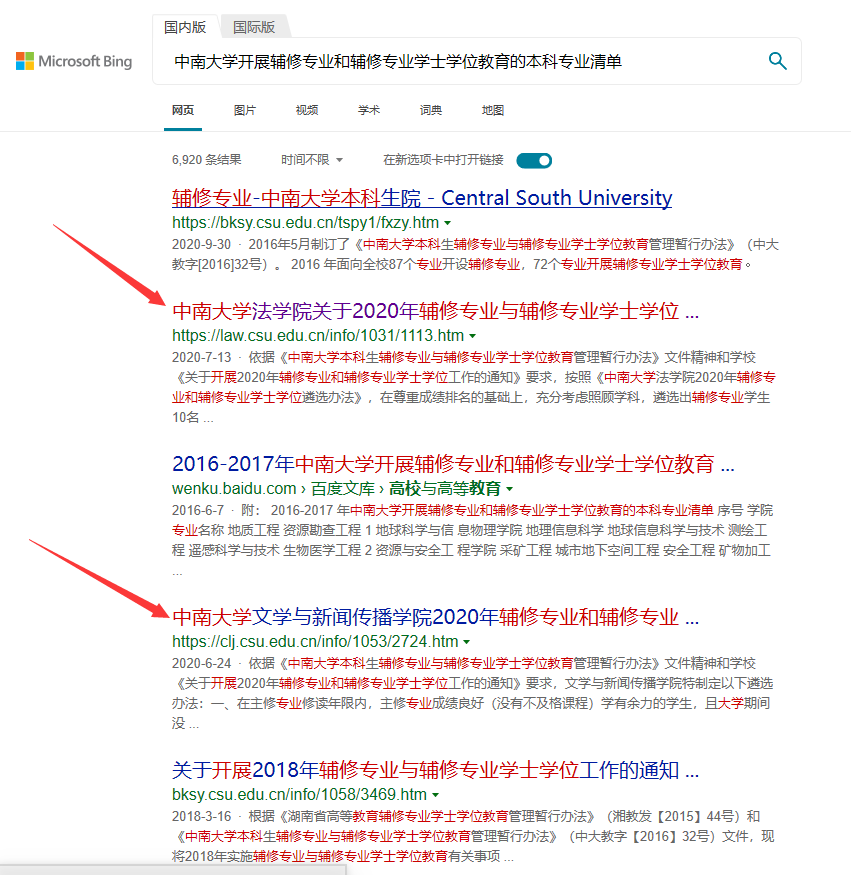 国内版 国际版
Microsoft Bing
中南大学开展辅修专业和辅修专业学士学位教育的本科专业清单
网页 图片 视频 学术 词典 地图
6,920 条结果 时间不限 在新选项卡中打开链接
辅修专业-中南大学本科生院 - Central South University
https://bksy.csu.edu.cn/tspy1/fxzy.htm
2020-9-30 · 2016年5月制订了《中南大学本科生辅修专业与辅修专业学士学位教育管理暂行办法》（中大
教字[2016]32号）。 2016 年面向全校87个专业开设辅修专业，72个专业开展辅修专业学士学位教育。
中南大学法学院关于2020年辅修专业与辅修专业学士学位 ...
https://law.csu.edu.cn/info/1031/1113.htm
2020-7-13 · 依据《中南大学本科生辅修专业与辅修专业学士学位教育管理暂行办法》文件精神和学校
《关于开展2020年辅修专业和辅修专业学士学位工作的通知》要求，按照《中南大学法学院2020年辅修专
业和辅修专业学士学位遴选办法》，在尊重成绩排名的基础上，充分考虑照顾学科，遴选出辅修专业学生
10名 ...
2016-2017年中南大学开展辅修专业和辅修专业学士学位教育 ...
wenku.baidu.com › 百度文库 › 高校与高等教育
2016-6-7 · 附： 2016-2017 年中南大学开展辅修专业和辅修专业学士学位教育的本科专业清单 序号 学院
专业名称 地质工程 资源勘查工程 1 地球科学与信 息物理学院 地理信息科学 地球信息科学与技术 测绘工
程 遥感科学与技术 生物医学工程 2 资源与安全工 程学院 采矿工程 城市地下空间工程 安全工程 矿物加工
...
中南大学文学与新闻传播学院2020年辅修专业和辅修专业 ...
https://clj.csu.edu.cn/info/1053/2724.htm
2020-6-24 · 依据《中南大学本科生辅修专业与辅修专业学士学位教育管理暂行办法》文件精神和学校
《关于开展2020年辅修专业和辅修专业学士学位工作的通知》要求，文学与新闻传播学院特制定以下遴选
办法：一、在主修专业修读年限内，主修专业成绩良好（没有不及格课程）学有余力的学生，且大学期间
没 ...
关于开展2018年辅修专业与辅修专业学士学位工作的通知 ...
bksy.csu.edu.cn/info/1058/3469.htm
2018-3-16 · 根据《湖南省高等教育辅修专业学士学位教育管理暂行办法》（湘教发【2015】44号）和
《中南大学本科生辅修专业与辅修专业学士学位教育管理暂行办法》（中大教字【2016】32号）文件，现
将2018年实施辅修专业与辅修专业学士学位教育有关事项 ...